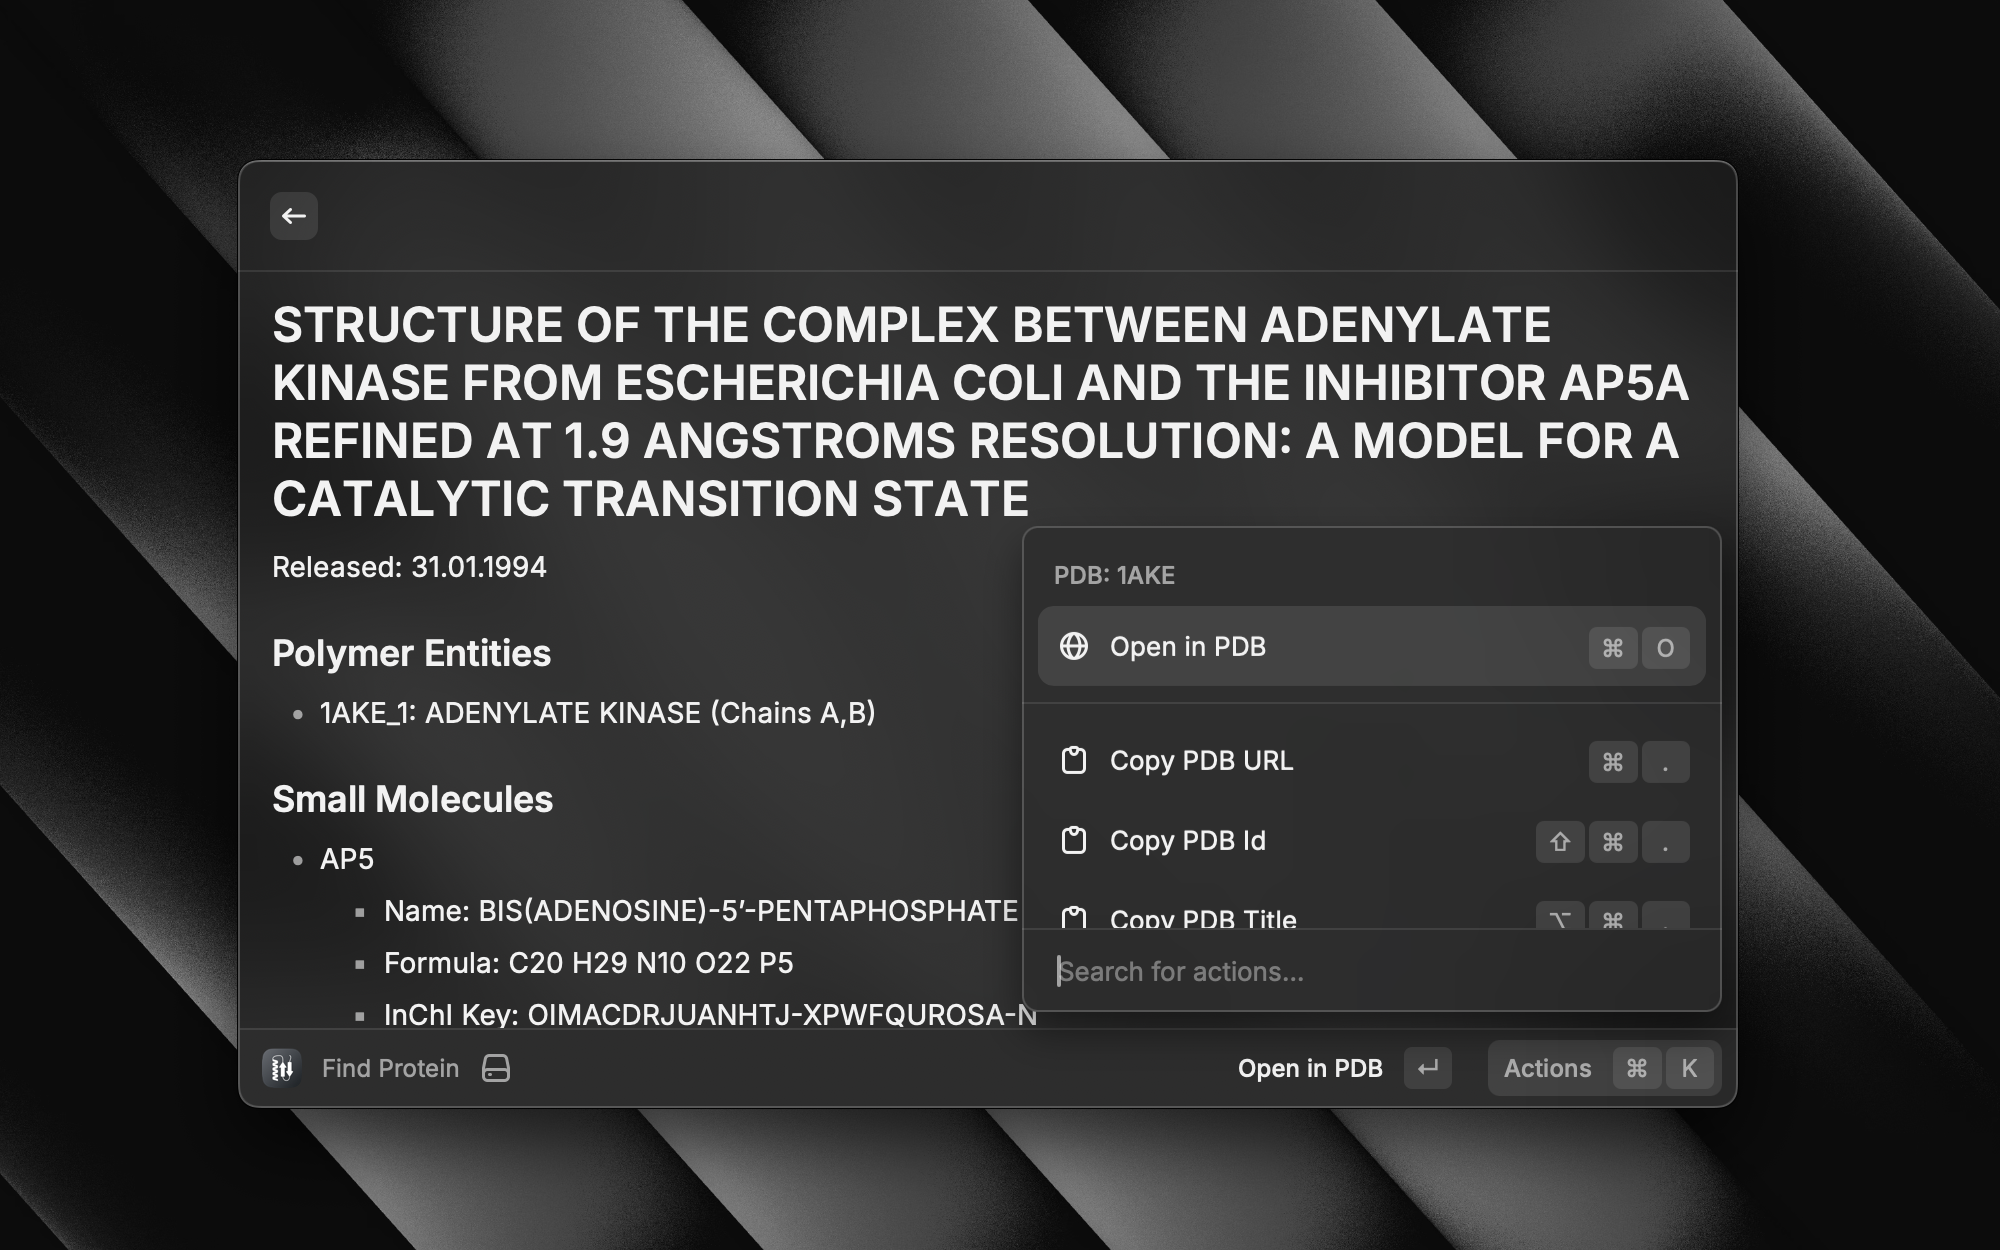 STRUCTURE OF THE COMPLEX BETWEEN ADENYLATE
KINASE FROM ESCHERICHIA COLI AND THE INHIBITOR AP5A
REFINED AT 1.9 ANGSTROMS RESOLUTION: A MODEL FOR A
CATALYTIC TRANSITION STATE
Released: 31.01.1994
Polymer Entities
1AKE_1: ADENYLATE KINASE (Chains A,B)
Small Molecules
AP5
Name: BIS(ADENOSINE)-5’-PENTAPHOSPHATE
Formula: C20 H29 N10 O22 P5
InChI Key: OIMACDRJUANHTJ-XPWFQUROSA-N
PDB: 1AKE
Open in PDB ⌘ O
Copy PDB URL ⌘ .
Copy PDB Id ⇧ ⌘ .
Copy PDB Title ⌥ ⌘ .
Search for actions...
Find Protein
Open in PDB ↵
Actions ⌘ K